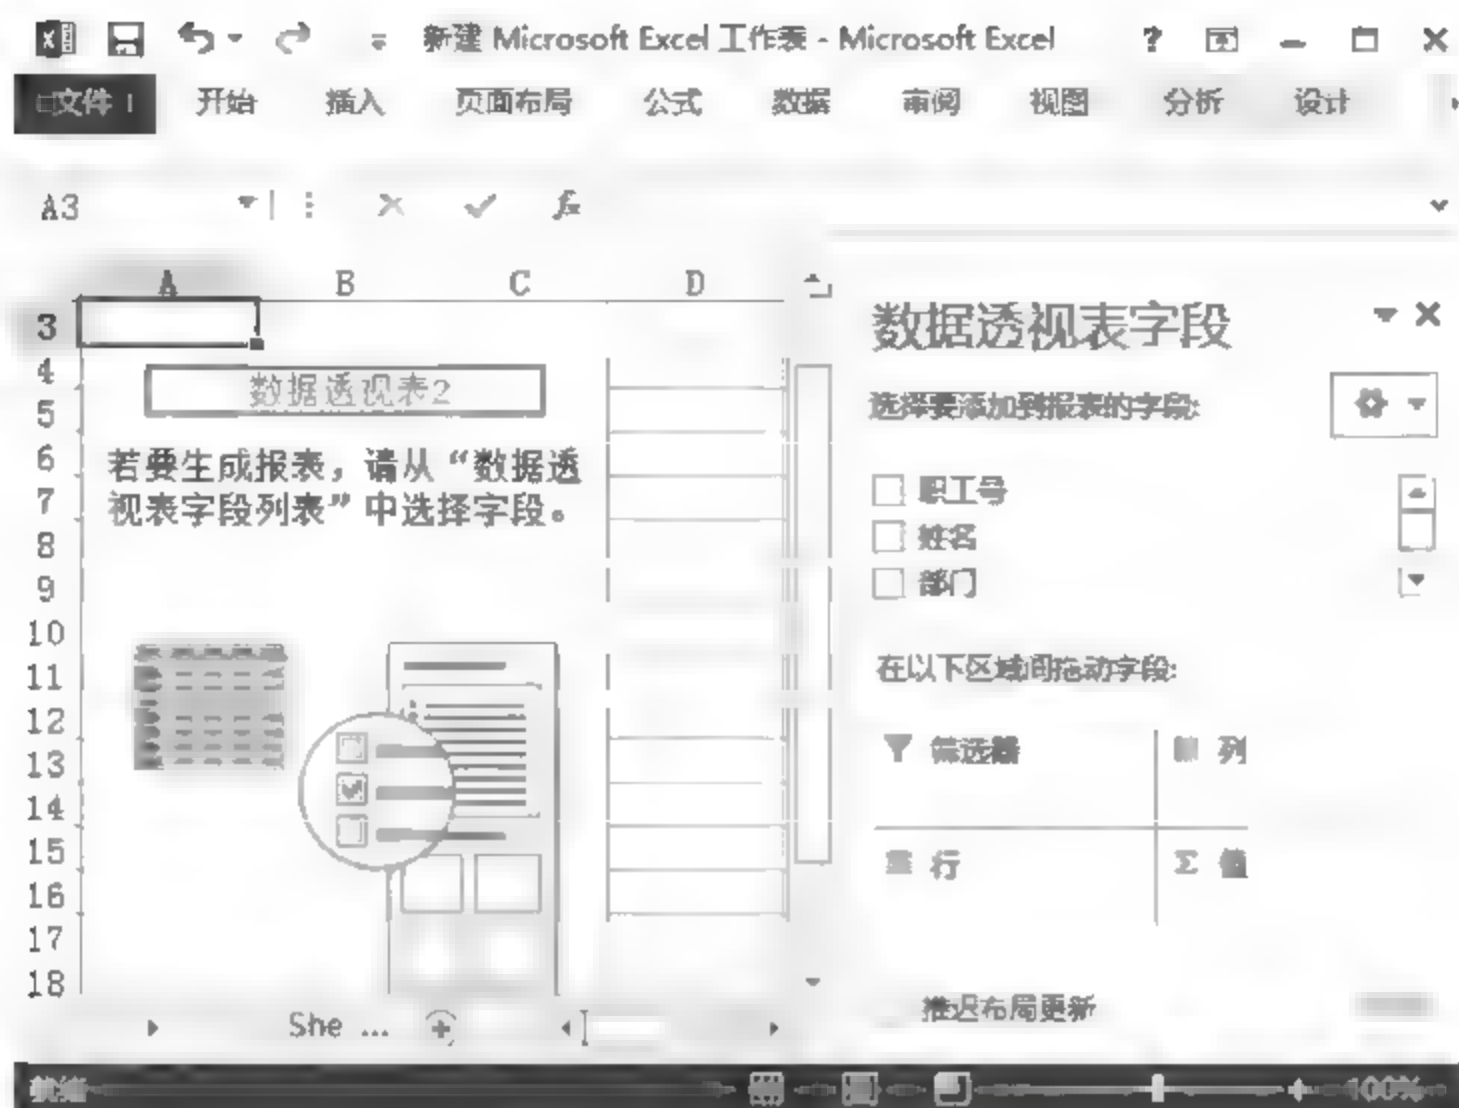 新建 Microsoft Excel 工作表 - Microsoft Excel ?
文件 开始 插入 页面布局 公式 数据 审阅 视图 分析 设计
A3 fx
A B C D
3
4
5
6
7
8
9
10
11
12
13
14
15
16
17
18
数据透视表2
若要生成报表，请从“数据透
视表字段列表”中选择字段。
She ...
数据透视表字段
选择要添加到报表的字段:
职工号
姓名
部门
在以下区域间拖动字段:
筛选器 列
行 Σ 值
推迟布局更新
就绪 100%